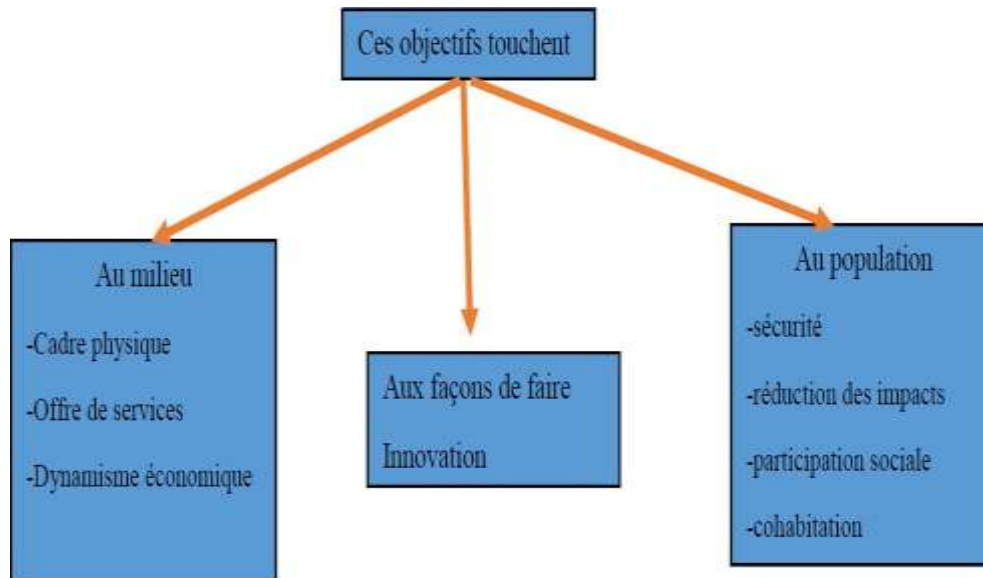 Ces objectifs touchent
Au milieu
-Cadre physique
-Offre de services
-Dynamisme économique
Aux façons de faire
Innovation
Au population
-sécurité
-réduction des impacts
-participation sociale
-cohabitation